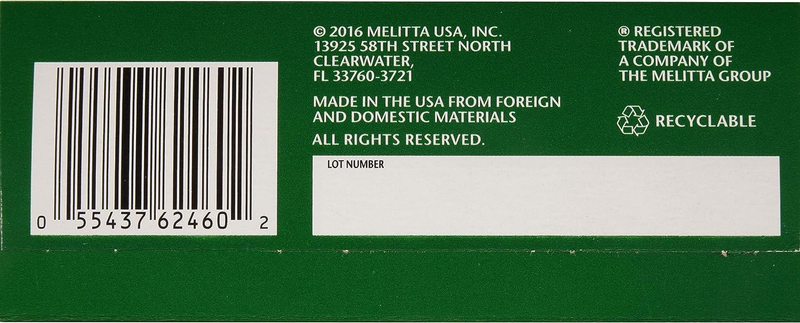 © 2016 MELITTA USA, INC.
13925 58TH STREET NORTH
CLEARWATER,
FL 33760-3721
MADE IN THE USA FROM FOREIGN
AND DOMESTIC MATERIALS
ALL RIGHTS RESERVED.
® REGISTERED
TRADEMARK OF
A COMPANY OF
THE MELITTA GROUP
RECYCLABLE
LOT NUMBER
0 55437 62460 2